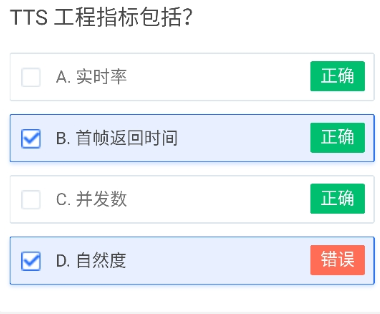 TTS 工程指标包括?
A. 实时率 正确
B. 首帧返回时间 正确
C. 并发数 正确
D. 自然度 错误